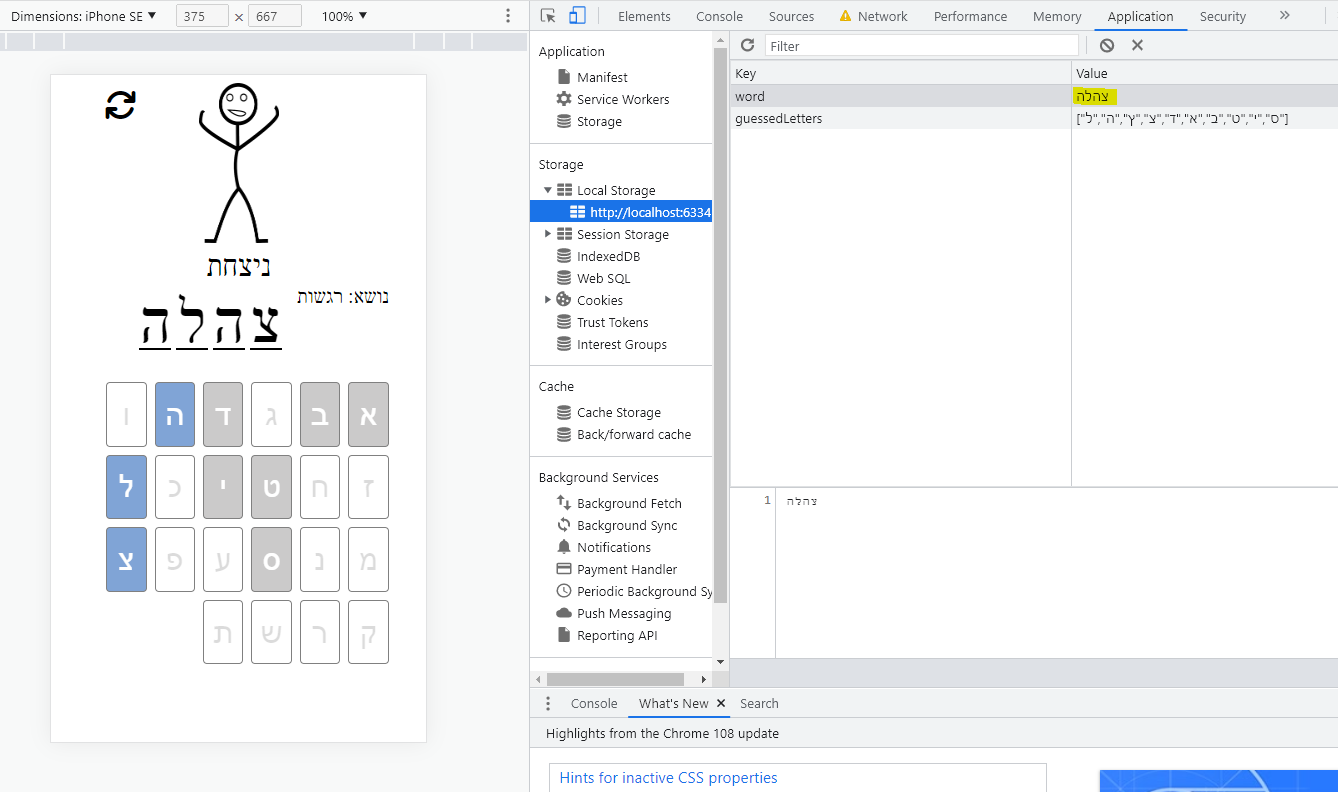 Dimensions: iPhone SE ▼ 375 × 667 100% ▼
ניצחת
נושא: רגשות
צהלה
א ב ג ד ה ו
ז ח ט י כ ל
מ נ ס ע פ צ
ק ר ש ת
Elements Console Sources Network Performance Memory Application Security
Application
Manifest
Service Workers
Storage
Storage
Local Storage
http://localhost:6334
Session Storage
IndexedDB
Web SQL
Cookies
Trust Tokens
Interest Groups
Cache
Cache Storage
Back/forward cache
Background Services
Background Fetch
Background Sync
Notifications
Payment Handler
Periodic Background Sy
Push Messaging
Reporting API
Filter
Key Value
word צהלה
guessedLetters ["ס","י","ט","ב","א","ד","צ","ץ","ה","ל"]
1 צהלה
Console What's New × Search
Highlights from the Chrome 108 update
Hints for inactive CSS properties